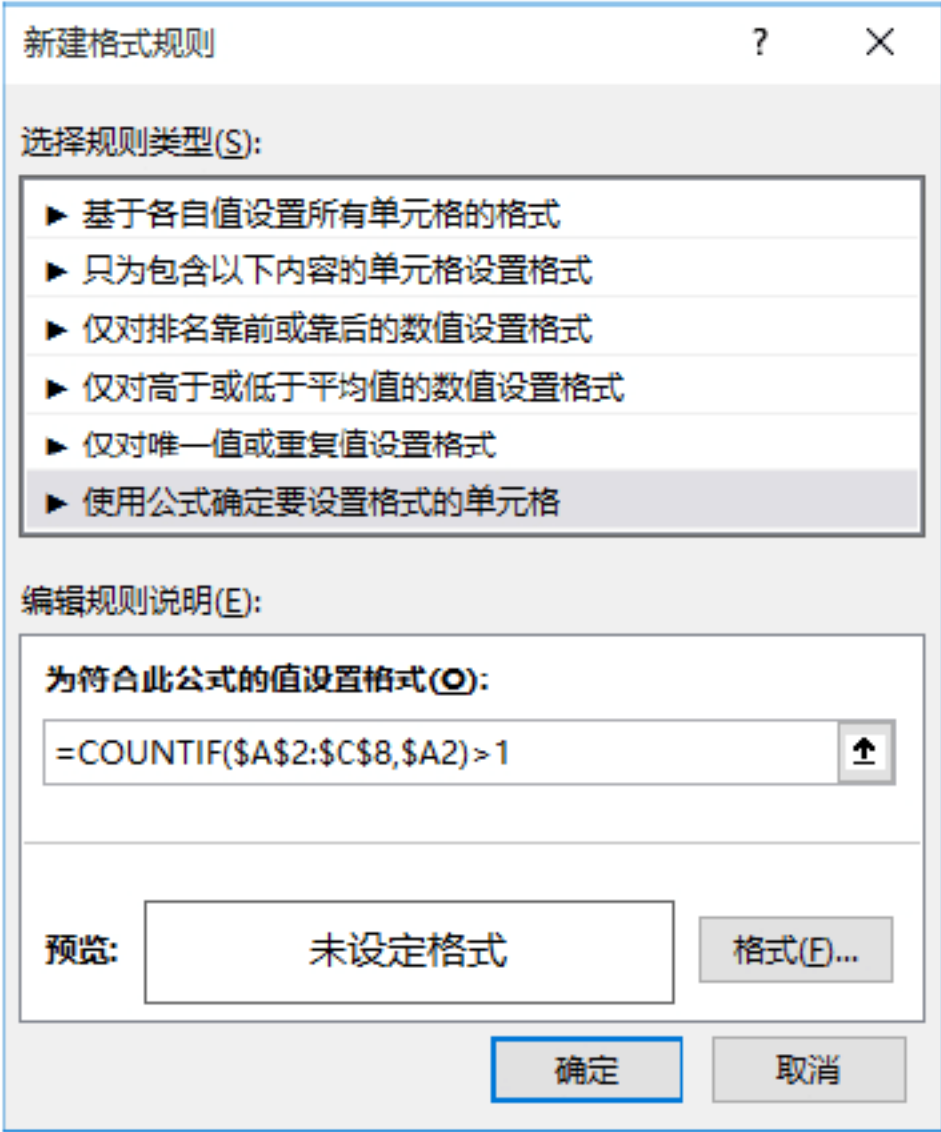 新建格式规则 ? ×
选择规则类型(S):
► 基于各自值设置所有单元格的格式
► 只为包含以下内容的单元格设置格式
► 仅对排名靠前或靠后的数值设置格式
► 仅对高于或低于平均值的数值设置格式
► 仅对唯一值或重复值设置格式
► 使用公式确定要设置格式的单元格
编辑规则说明(E):
为符合此公式的值设置格式(O):
=COUNTIF($A$2:$C$8,$A2)>1
预览: 未设定格式 格式(F)...
确定 取消